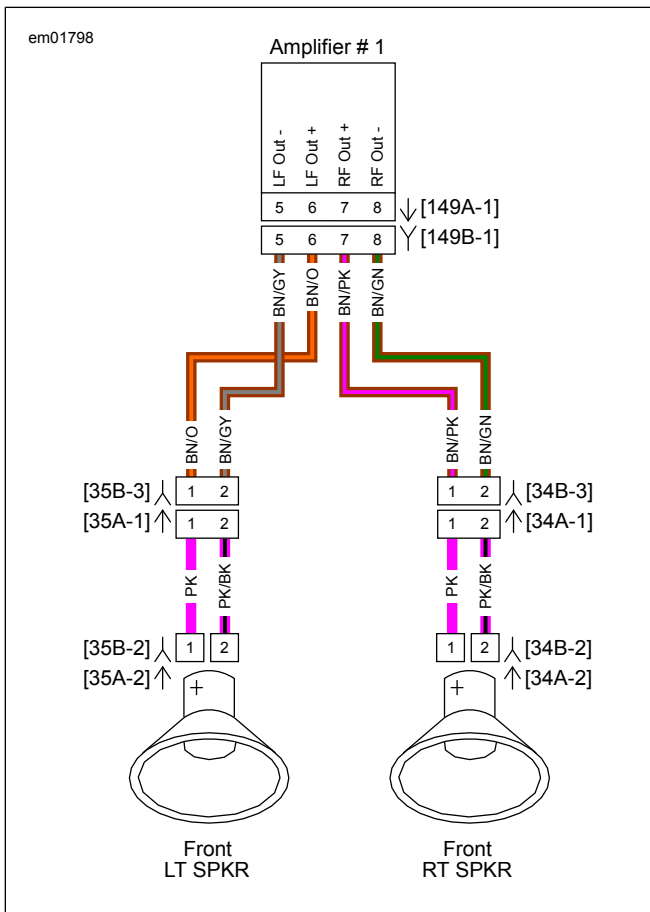 em01798
Amplifier # 1
LF Out -
LF Out +
RF Out +
RF Out -
5 6 7 8
[149A-1]
5 6 7 8
[149B-1]
BN/GY
BN/O
BN/PK
BN/GN
BN/O
BN/GY
BN/PK
BN/GN
[35B-3] 1 2
1 2 [34B-3]
[35A-1] 1 2
1 2 [34A-1]
PK
PK/BK
PK
PK/BK
[35B-2] 1 2
1 2 [34B-2]
[35A-2]
[34A-2]
+
+
Front
LT SPKR
Front
RT SPKR